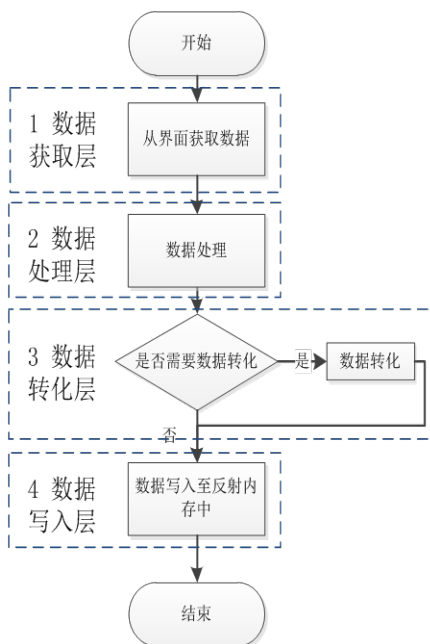 开始
1 数据
获取层
从界面获取数据
2 数据
处理层
数据处理
3 数据
转化层
是否需要数据转化
是
数据转化
否
4 数据
写入层
数据写入至反射内
存中
结束